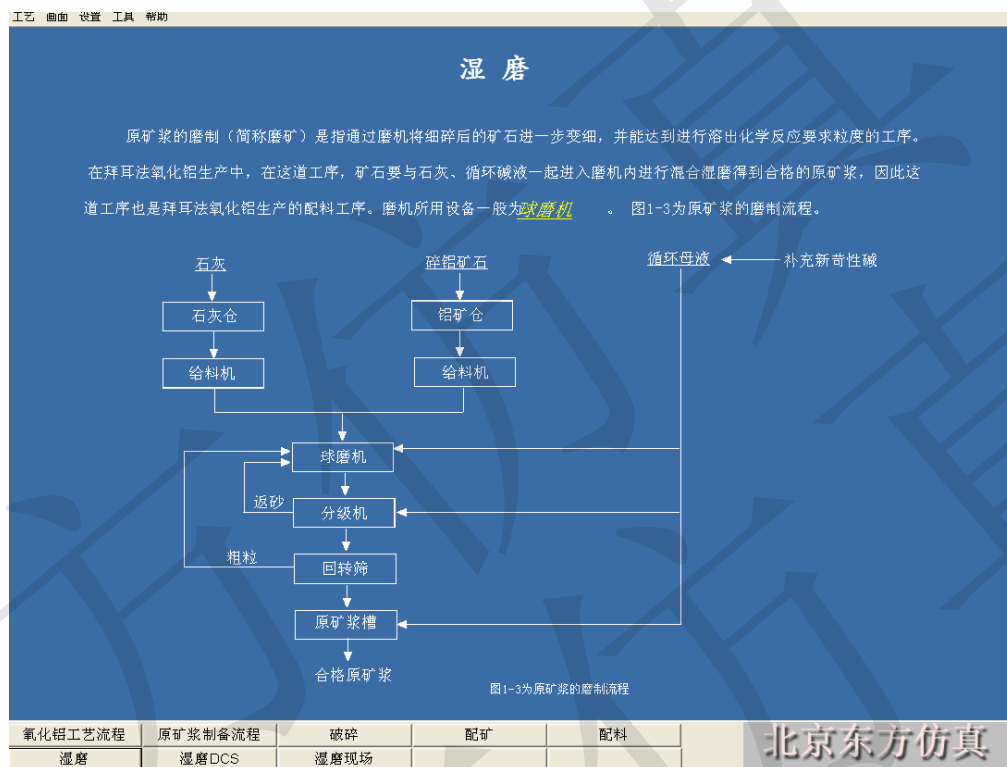 工艺 画面 设置 工具 帮助
湿 磨
原矿浆的磨制（简称磨矿）是指通过磨机将细碎后的矿石进一步变细，并能达到进行溶出化学反应要求粒度的工序。
在拜耳法氧化铝生产中，在这道工序，矿石要与石灰、循环碱液一起进入磨机内进行混合湿磨得到合格的原矿浆，因此这
道工序也是拜耳法氧化铝生产的配料工序。磨机所用设备一般为球磨机 。 图1-3为原矿浆的磨制流程。
石灰 碎铝矿石 循环母液 补充新苛性碱
石灰仓 铝矿仓
给料机 给料机
球磨机
返砂 分级机
粗粒 回转筛
原矿浆槽
合格原矿浆
图1-3为原矿浆的磨制流程
氧化铝工艺流程 原矿浆制备流程 破碎 配矿 配料
湿磨 湿磨DCS 湿磨现场
北京东方仿真
东方仿真